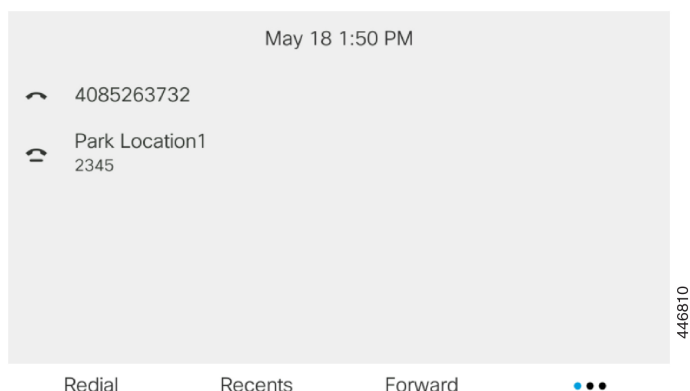 May 18 1:50 PM
4085263732
Park Location1
2345
Redial Recents Forward
446810